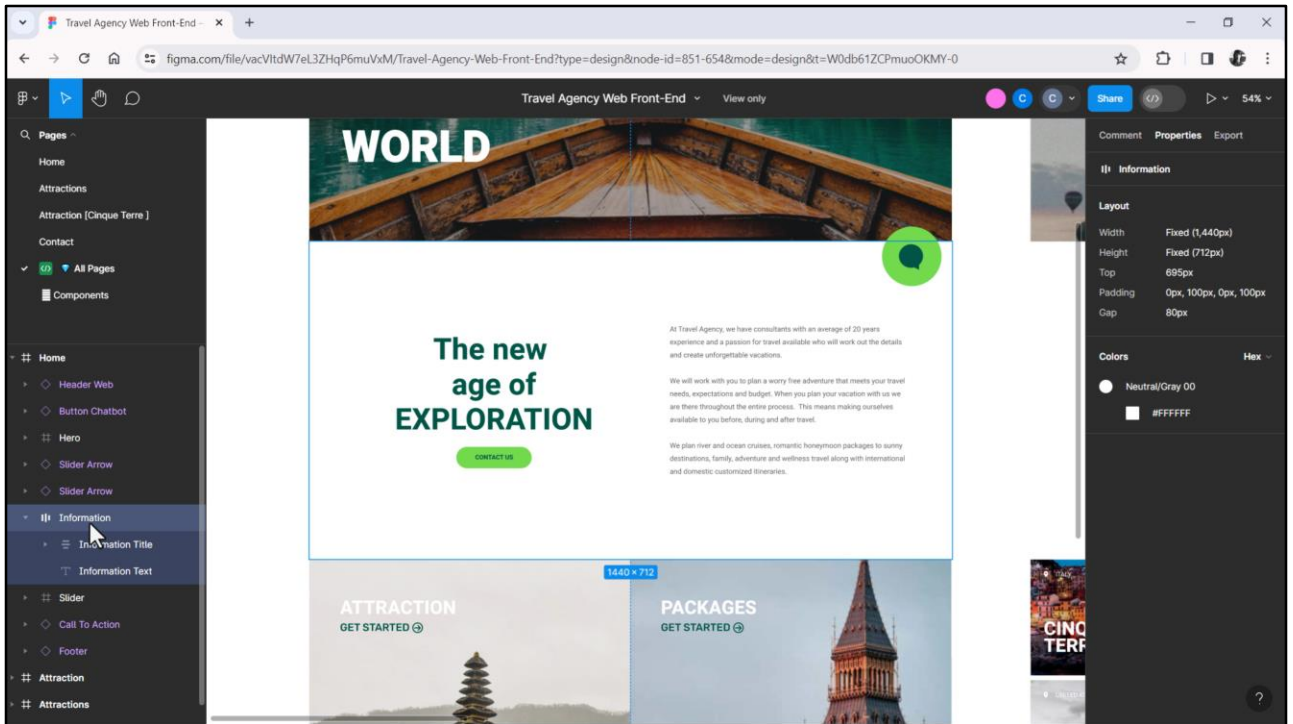 Travel Agency Web Front-End –
figma.com/file/vacVItdW7eL3ZHqP6muVxM/Travel-Agency-Web-Front-End?type=design&node-id=851-654&mode=design&t=W0db61ZCPmuoOKMY-0
Travel Agency Web Front-End
View only
C
C
Share
54%
Pages
Home
Attractions
Attraction [Cinque Terre ]
Contact
All Pages
Components
Home
Header Web
Button Chatbot
Hero
Slider Arrow
Slider Arrow
Information
Information Title
Information Text
Slider
Call To Action
Footer
Attraction
Attractions
WORLD
The new
age of
EXPLORATION
CONTACT US
At Travel Agency, we have consultants with an average of 20 years
experience and a passion for travel available who will work out the details
and create unforgettable vacations.
We will work with you to plan a worry free adventure that meets your travel
needs, expectations and budget. When you plan your vacation with us we
are there throughout the entire process. This means making ourselves
available to you before, during and after travel.
We plan river and ocean cruises, romantic honeymoon packages to sunny
destinations, family, adventure and wellness travel along with international
and domestic customized itineraries.
1440 × 712
ATTRACTION
GET STARTED
PACKAGES
GET STARTED
ITALY
CINQ
TERR
Comment Properties Export
Information
Layout
Width Fixed (1,440px)
Height Fixed (712px)
Top 695px
Padding 0px, 100px, 0px, 100px
Gap 80px
Colors Hex
Neutral/Gray 00
#FFFFFF
?